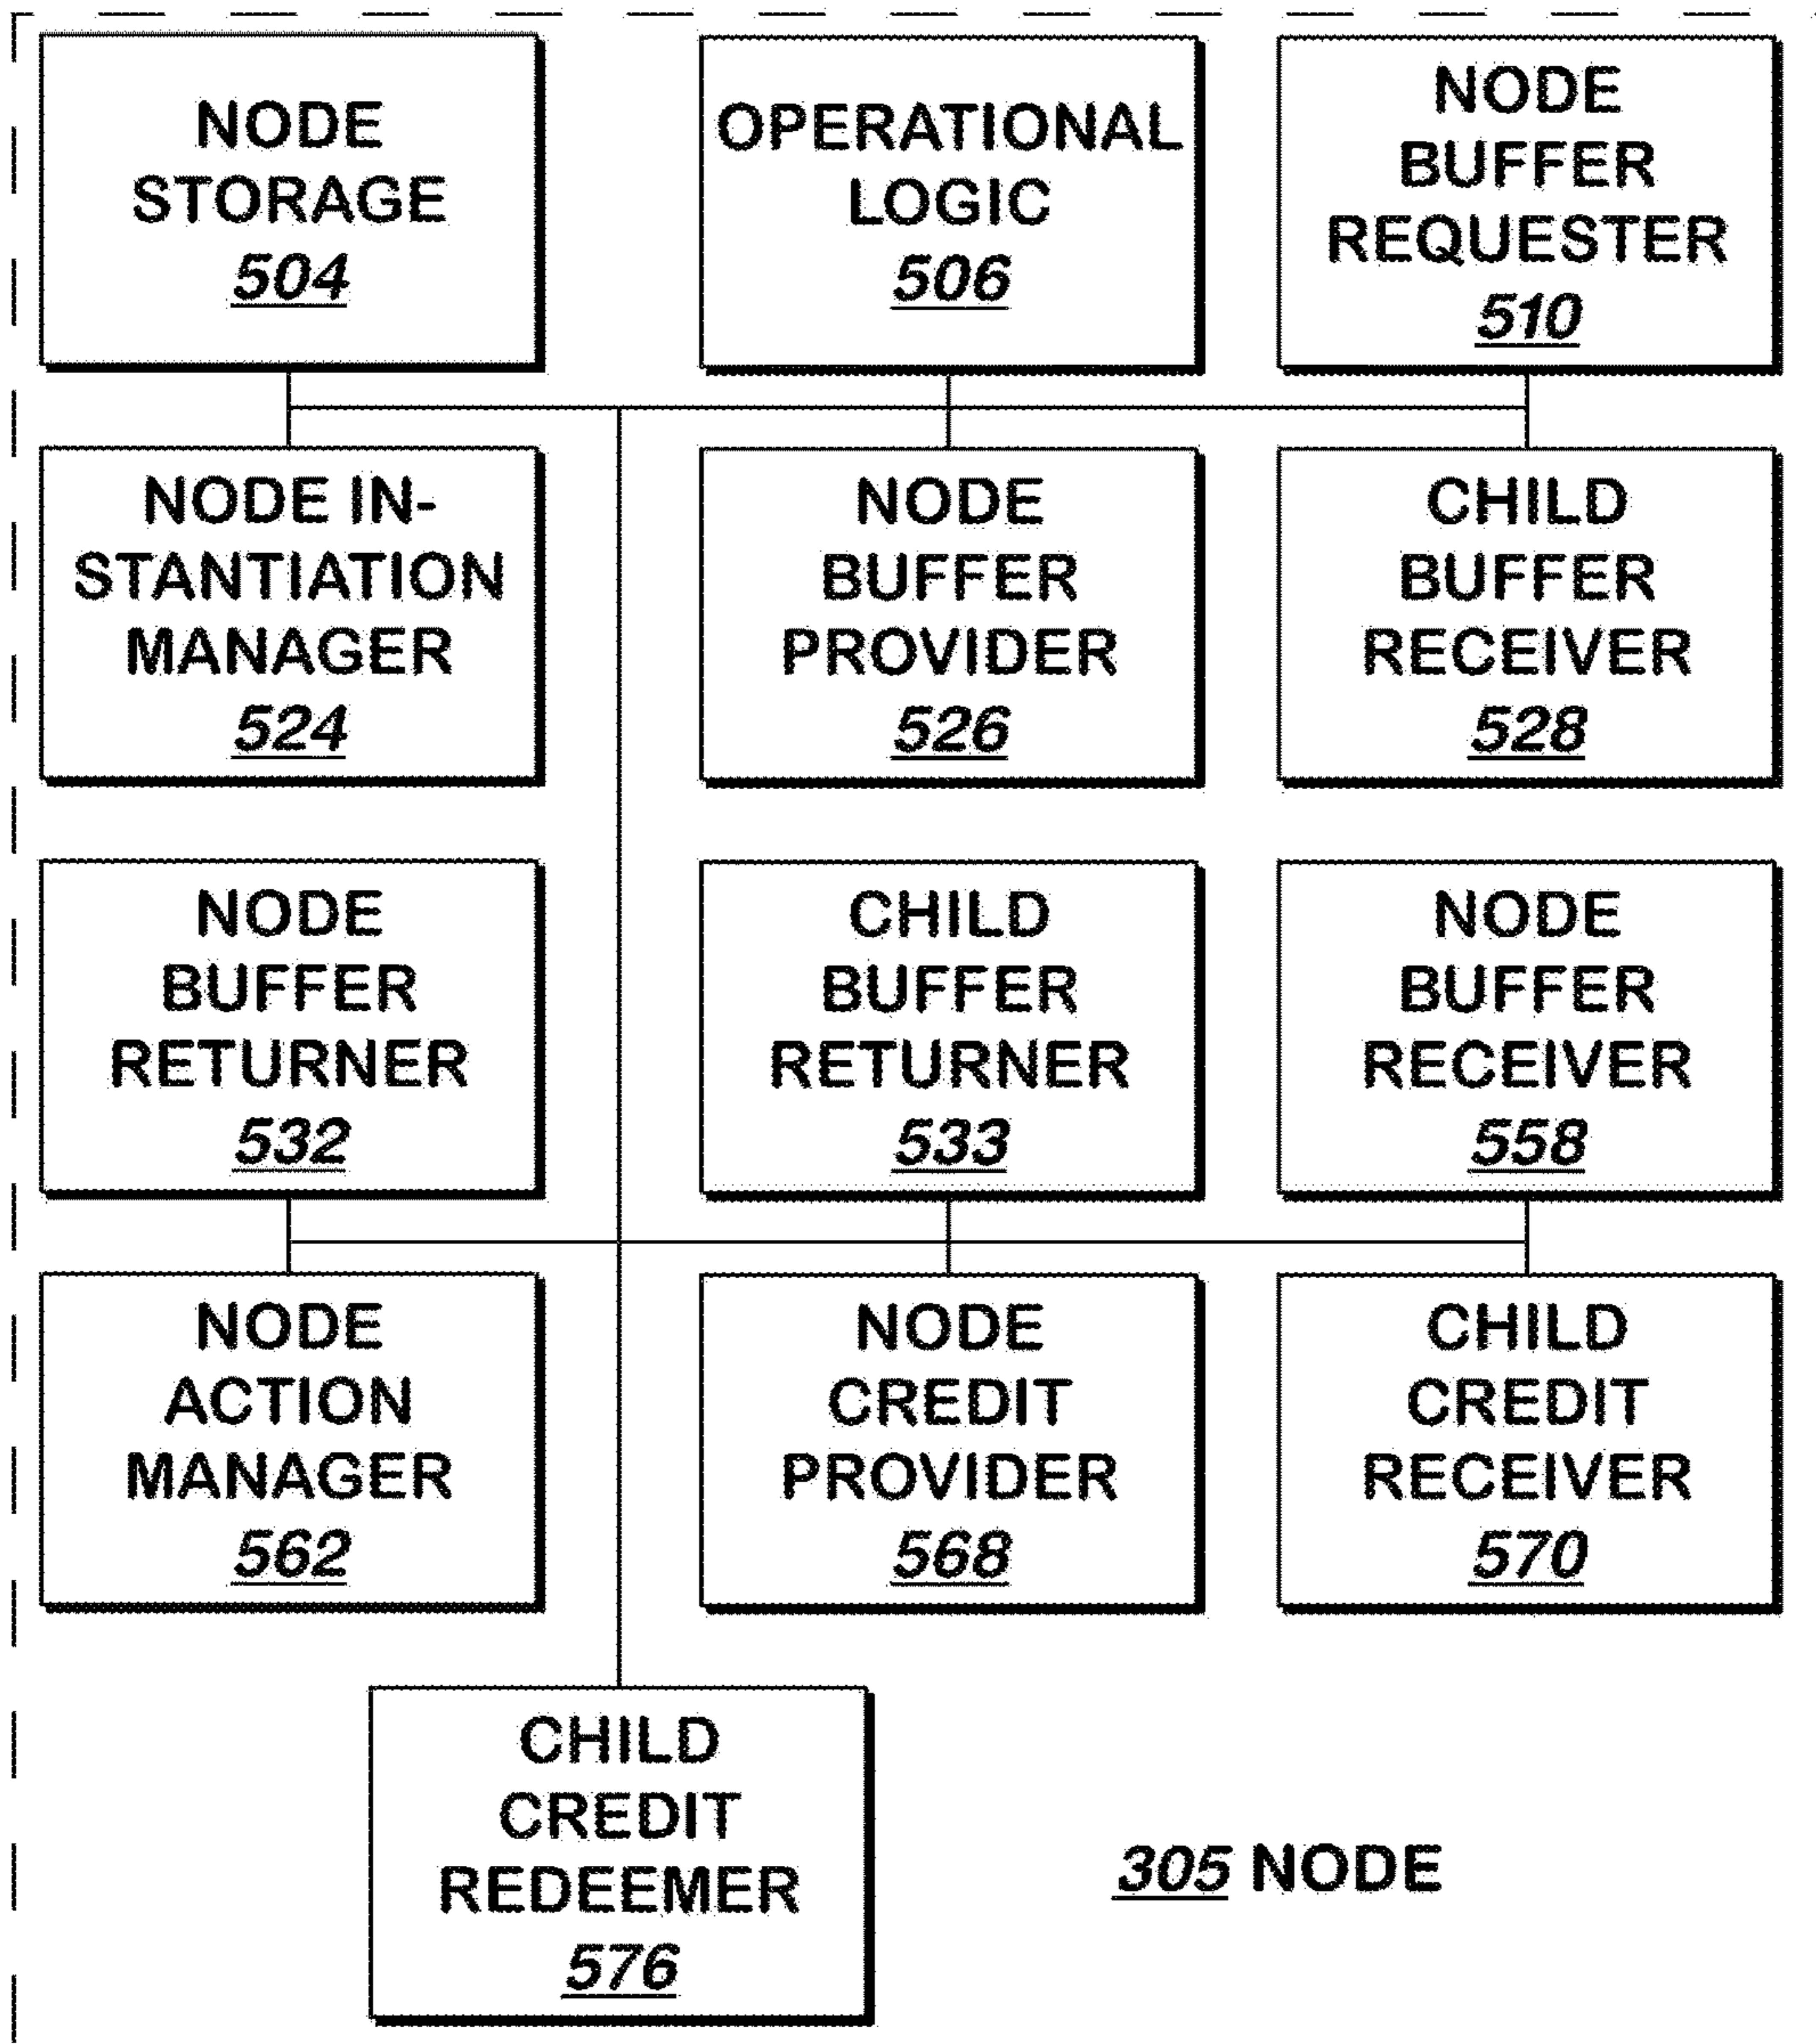 NODE
STORAGE
504
OPERATIONAL
LOGIC
506
NODE
BUFFER
REQUESTER
510
NODE IN-
STANTIATION
MANAGER
524
NODE
BUFFER
PROVIDER
526
CHILD
BUFFER
RECEIVER
528
NODE
BUFFER
RETURNER
532
CHILD
BUFFER
RETURNER
533
NODE
BUFFER
RECEIVER
558
NODE
ACTION
MANAGER
562
NODE
CREDIT
PROVIDER
568
CHILD
CREDIT
RECEIVER
570
CHILD
CREDIT
REDEEMER
576
305 NODE